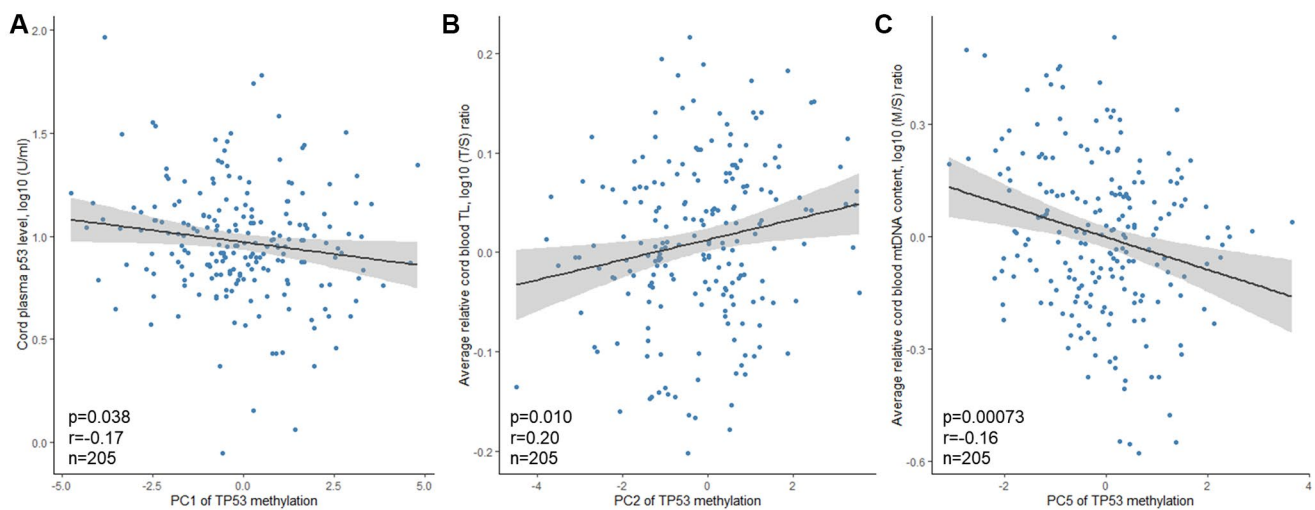 A
Cord plasma p53 level, log10 (U/ml)
2.0
1.5
1.0
0.5
0.0
p=0.038
r=-0.17
n=205
-5.0 -2.5 0.0 2.5 5.0
PC1 of TP53 methylation
B
Average relative cord blood TL, log10 (T/S) ratio
0.2
0.1
0.0
-0.1
-0.2
p=0.010
r=0.20
n=205
-4 -2 0 2
PC2 of TP53 methylation
C
Average relative cord blood mtDNA content, log10 (M/S) ratio
0.3
0.0
-0.3
-0.6
p=0.00073
r=-0.16
n=205
-2 0 2 4
PC5 of TP53 methylation